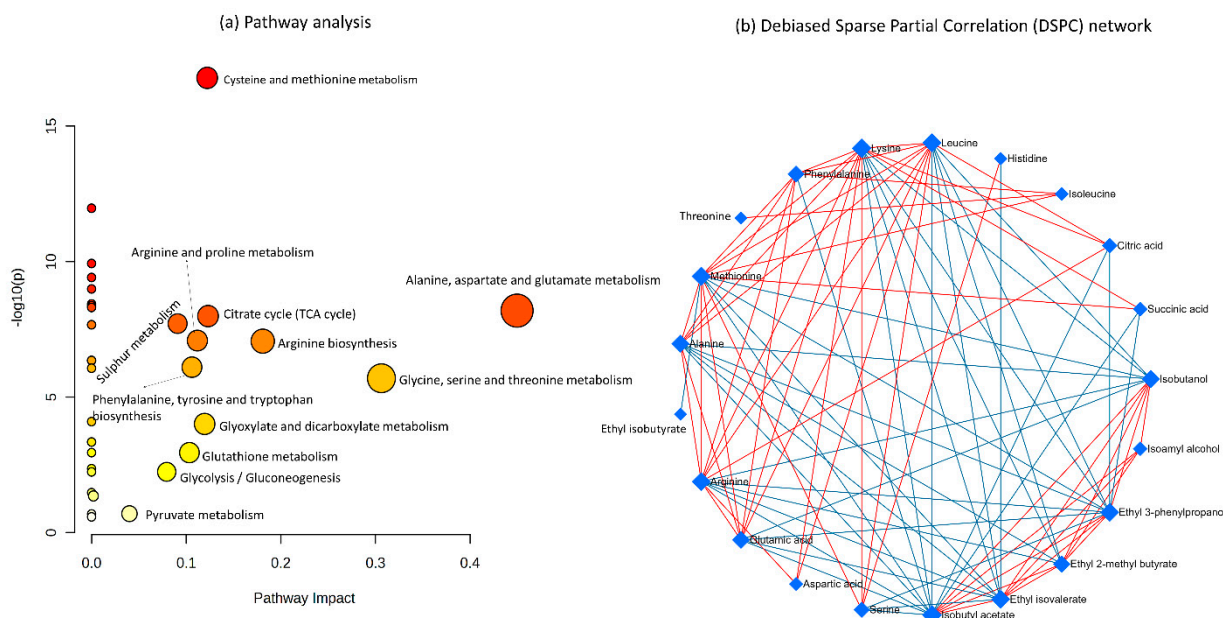 (a) Pathway analysis
(b) Debiased Sparse Partial Correlation (DSPC) network
Cysteine and methionine metabolism
15
10
5
0
-log10(p)
Arginine and proline metabolism
Alanine, aspartate and glutamate metabolism
Sulphur metabolism
Citrate cycle (TCA cycle)
Arginine biosynthesis
Glycine, serine and threonine metabolism
Phenylalanine, tyrosine and tryptophan
biosynthesis
Glyoxylate and dicarboxylate metabolism
Glutathione metabolism
Glycolysis / Gluconeogenesis
Pyruvate metabolism
0.0
0.1
0.2
0.3
0.4
Pathway Impact
Lysine
Leucine
Histidine
Phenylalanine
Isoleucine
Threonine
Citric acid
Methionine
Succinic acid
Alanine
Isobutanol
Ethyl isobutyrate
Isoamyl alcohol
Arginine
Ethyl 3-phenylpropano
Glutamic acid
Ethyl 2-methyl butyrate
Aspartic acid
Ethyl isovalerate
Serine
Isobutyl acetate